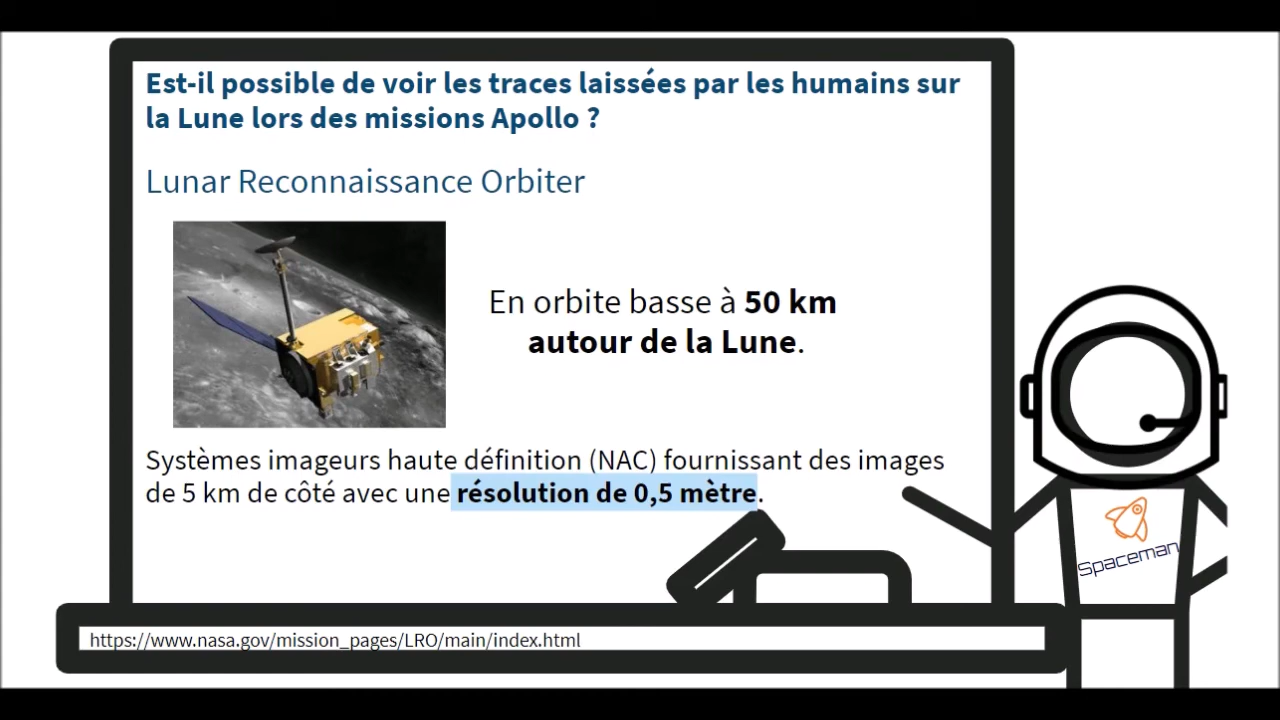 Est-il possible de voir les traces laissées par les humains sur
la Lune lors des missions Apollo ?
Lunar Reconnaissance Orbiter
En orbite basse à 50 km
autour de la Lune.
Systèmes imageurs haute définition (NAC) fournissant des images
de 5 km de côté avec une résolution de 0,5 mètre.
Spaceman
https://www.nasa.gov/mission_pages/LRO/main/index.html